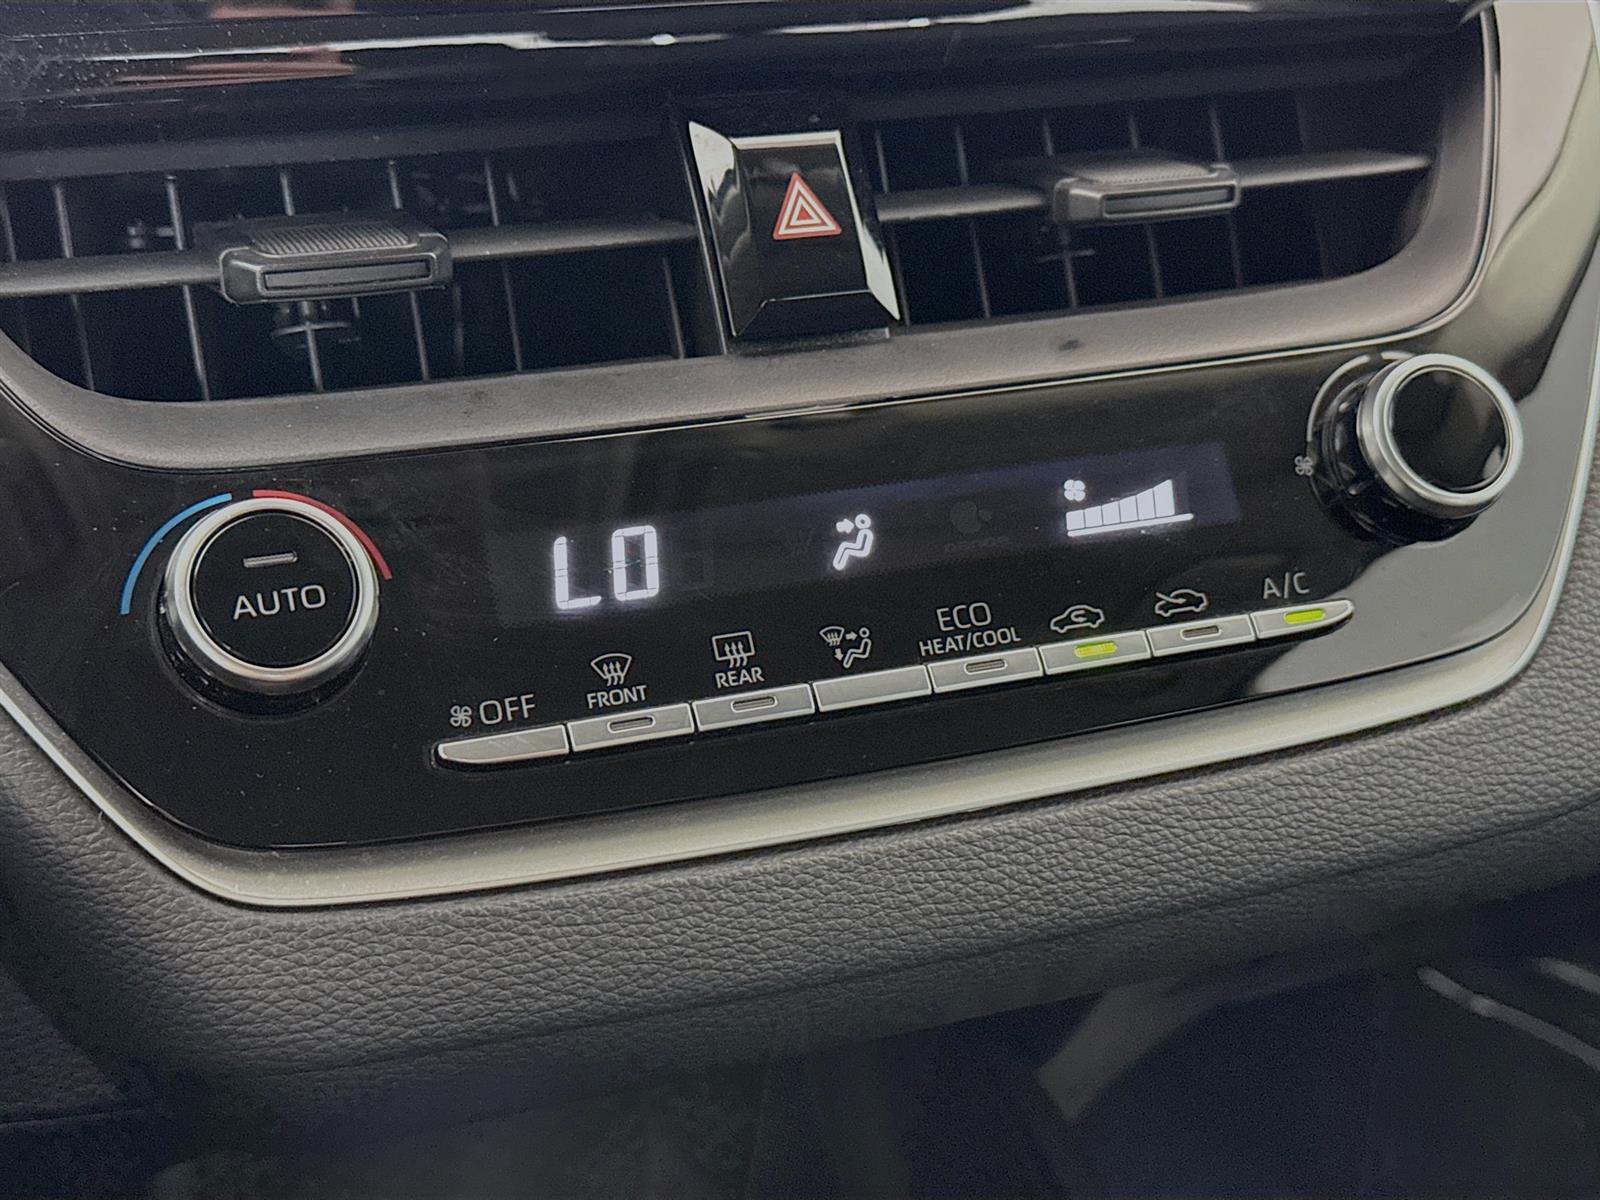 LO
AUTO
OFF
FRONT
REAR
ECO
HEAT/COOL
A/C